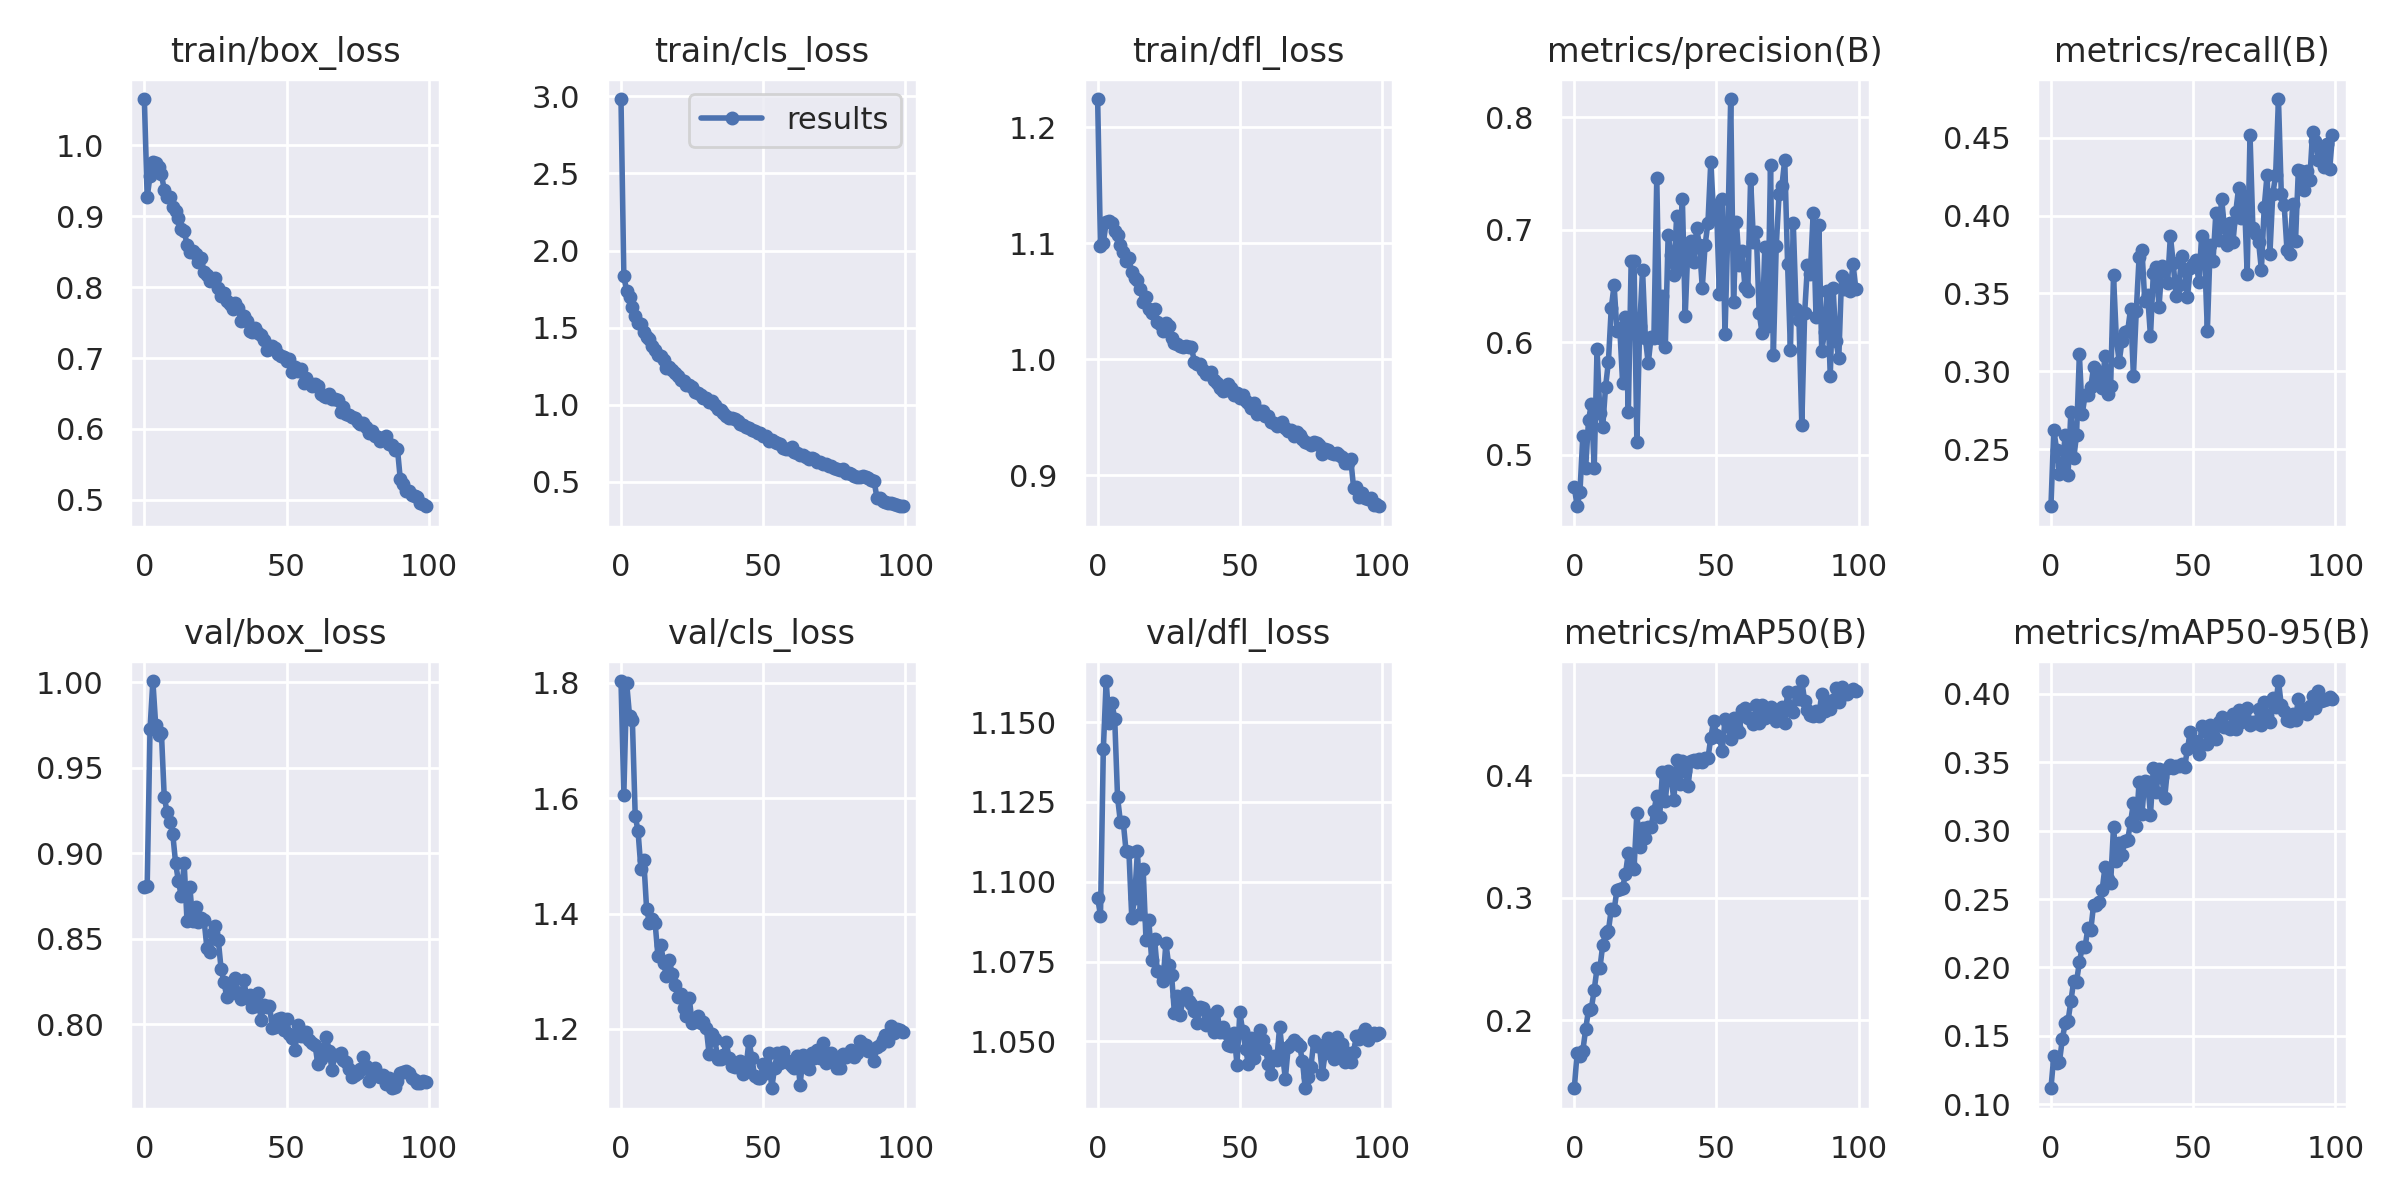 train/box_loss
1.0
0.9
0.8
0.7
0.6
0.5
0 50 100
train/cls_loss
results
3.0
2.5
2.0
1.5
1.0
0.5
0 50 100
train/dfl_loss
1.2
1.1
1.0
0.9
0 50 100
metrics/precision(B)
0.8
0.7
0.6
0.5
0 50 100
metrics/recall(B)
0.45
0.40
0.35
0.30
0.25
0 50 100
val/box_loss
1.00
0.95
0.90
0.85
0.80
0 50 100
val/cls_loss
1.8
1.6
1.4
1.2
0 50 100
val/dfl_loss
1.150
1.125
1.100
1.075
1.050
0 50 100
metrics/mAP50(B)
0.4
0.3
0.2
0 50 100
metrics/mAP50-95(B)
0.40
0.35
0.30
0.25
0.20
0.15
0.10
0 50 100